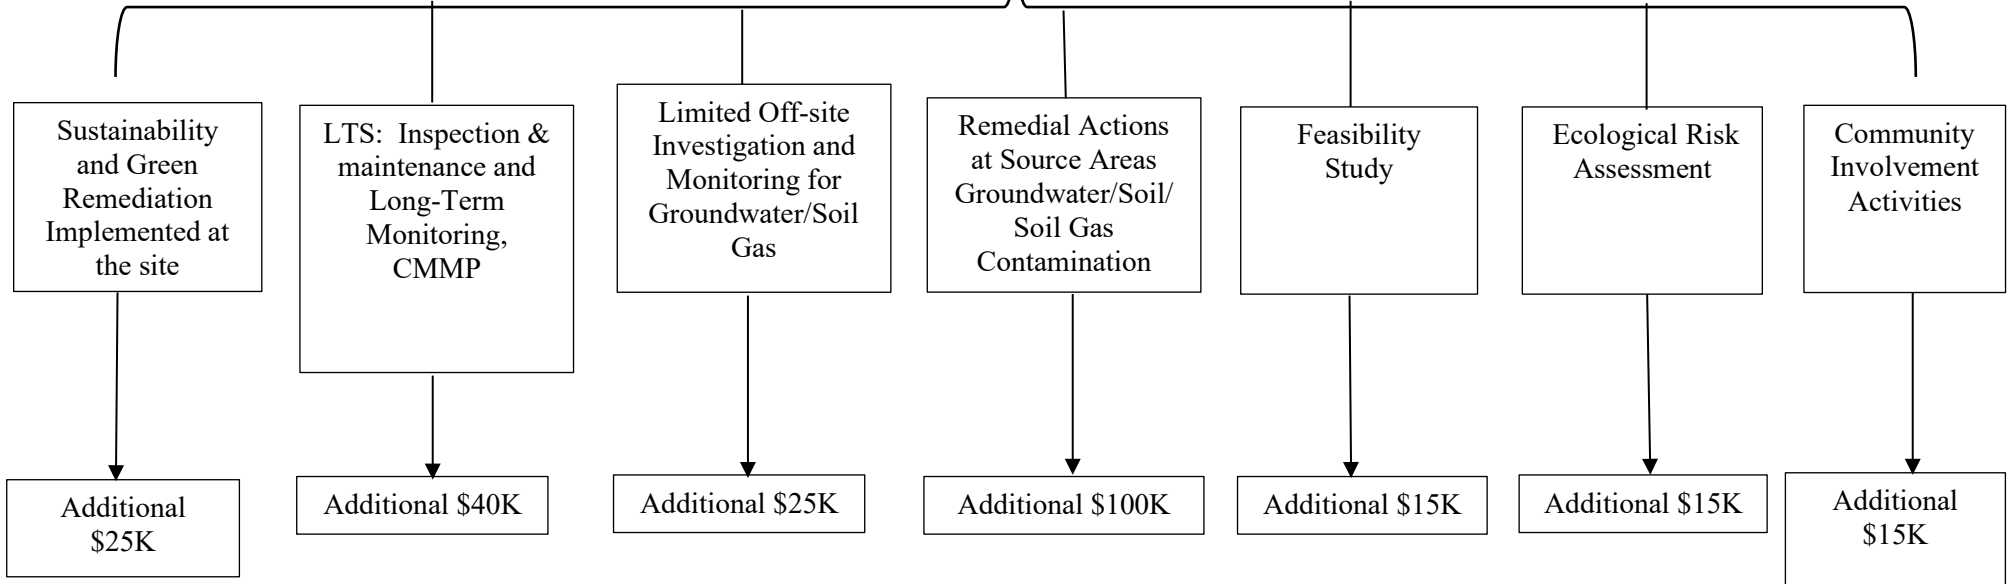 Sustainability
and Green
Remediation
Implemented at
the site
LTS: Inspection &
maintenance and
Long-Term
Monitoring,
CMMP
Limited Off-site
Investigation and
Monitoring for
Groundwater/Soil
Gas
Remedial Actions
at Source Areas
Groundwater/Soil/
Soil Gas
Contamination
Feasibility
Study
Ecological Risk
Assessment
Community
Involvement
Activities
Additional
$25K
Additional $40K
Additional $25K
Additional $100K
Additional $15K
Additional $15K
Additional
$15K